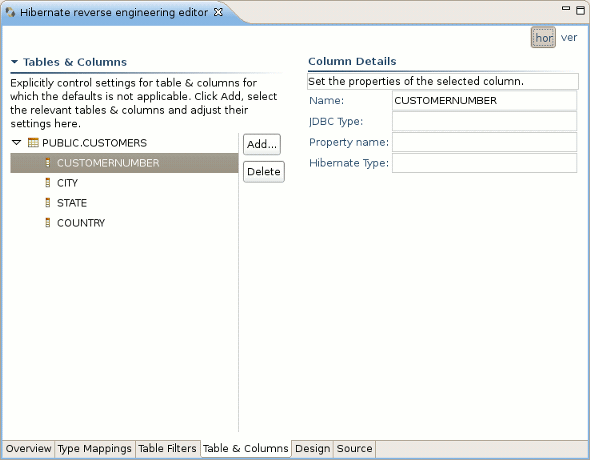 Hibernate reverse engineering editor
hor ver
Tables & Columns
Explicitly control settings for table & columns for
which the defaults is not applicable. Click Add, select
the relevant tables & columns and adjust their
settings here.
PUBLIC.CUSTOMERS
CUSTOMERNUMBER
CITY
STATE
COUNTRY
Add...
Delete
Column Details
Set the properties of the selected column.
Name: CUSTOMERNUMBER
JDBC Type:
Property name:
Hibernate Type:
Overview Type Mappings Table Filters Table & Columns Design Source